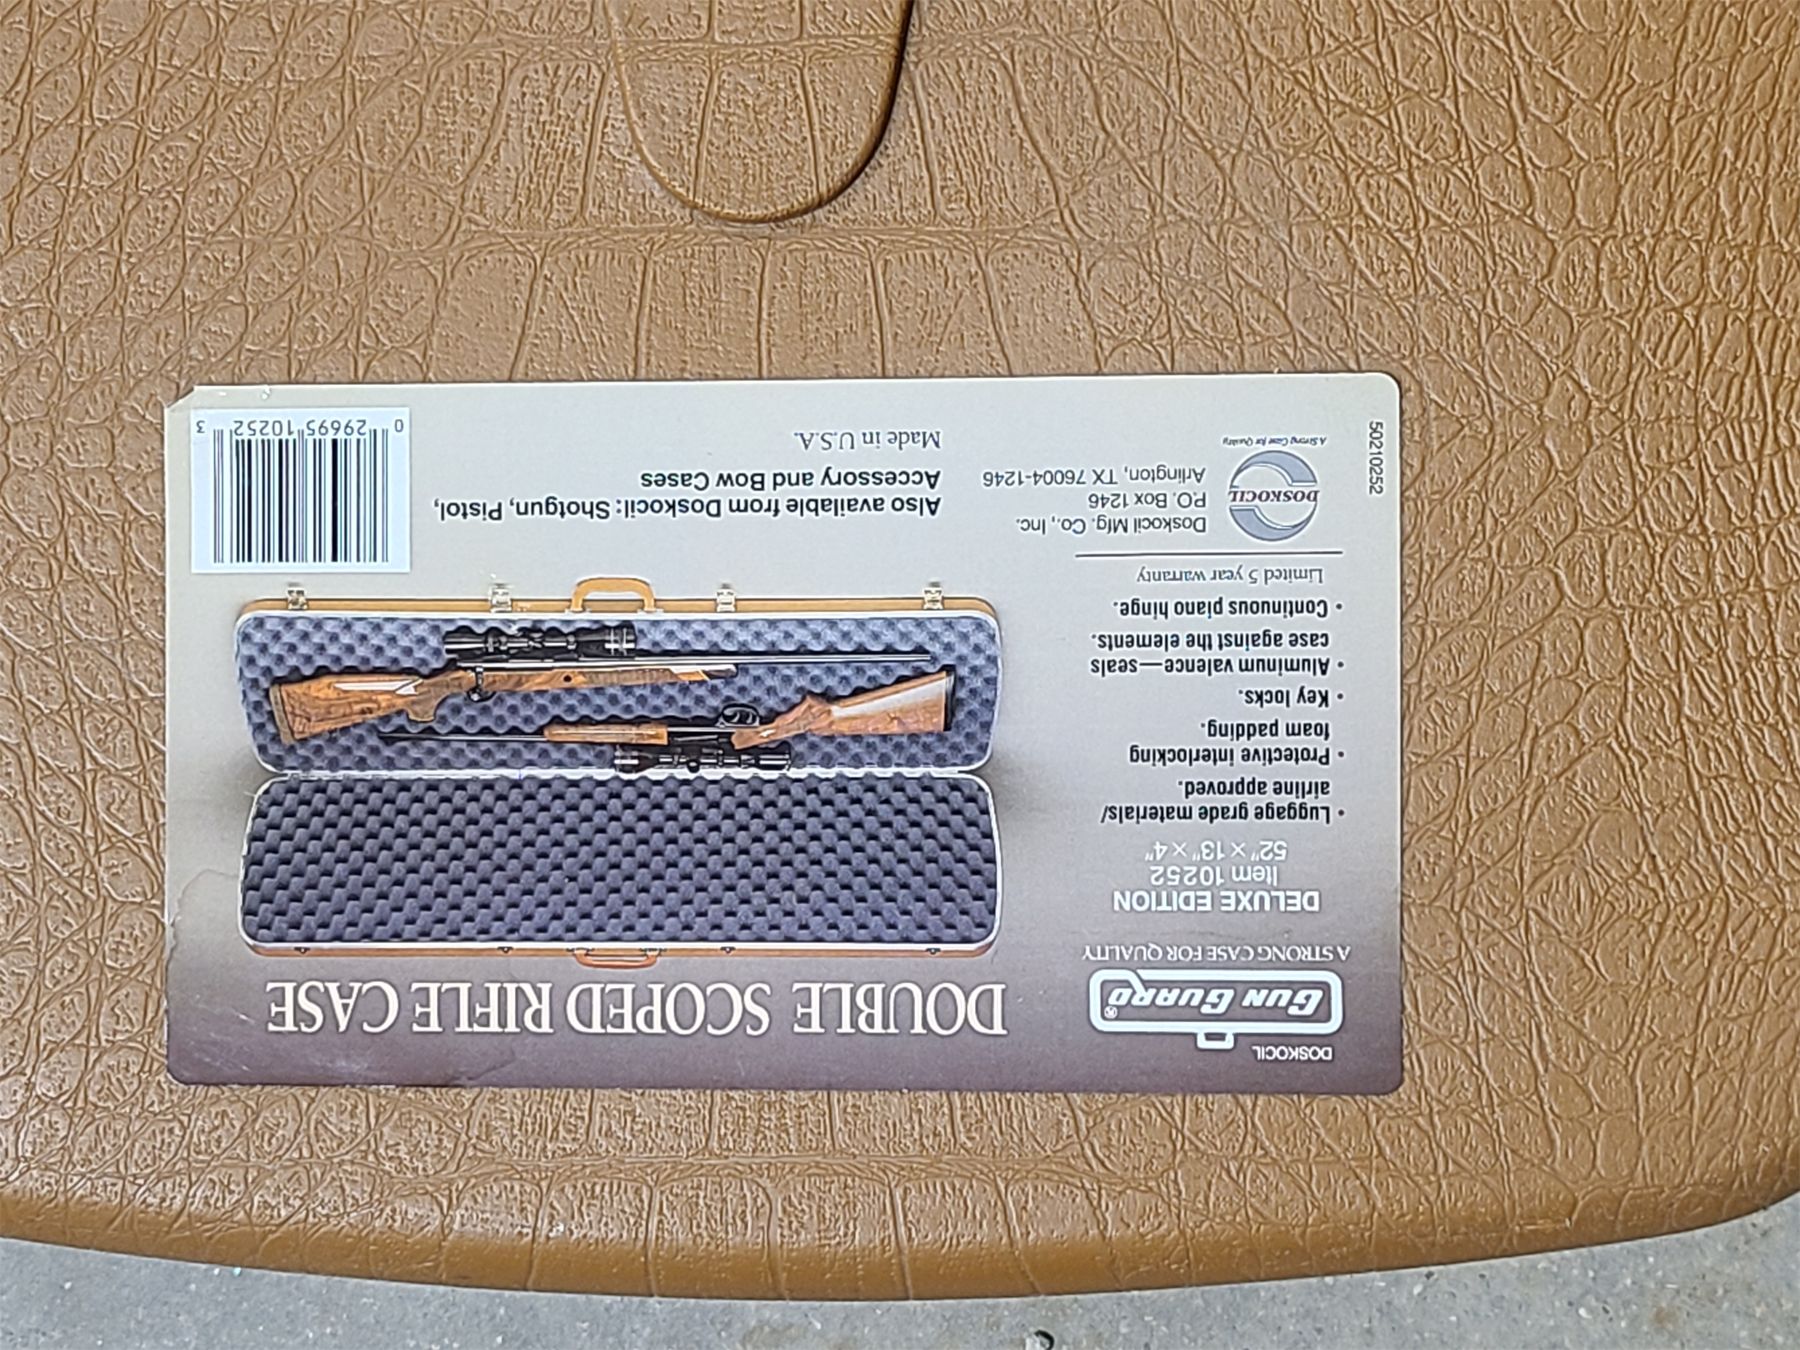 DOSKOCIL
GUN GUARD®
A STRONG CASE FOR QUALITY
DELUXE EDITION
Item 10252
52" × 13" × 4"
• Luggage grade materials/
airline approved.
• Protective interlocking
foam padding.
• Key locks.
• Aluminum valence—seals
case against the elements.
• Continuous piano hinge.
Limited 5 year warranty
DOSKOCIL
A Strong Case for Quality
Doskocil Mfg. Co., Inc.
P.O. Box 1246
Arlington, TX 76004-1246
50210252
DOUBLE SCOPED RIFLE CASE
Also available from Doskocil: Shotgun, Pistol,
Accessory and Bow Cases
Made in U.S.A.
0 29695 10252 3